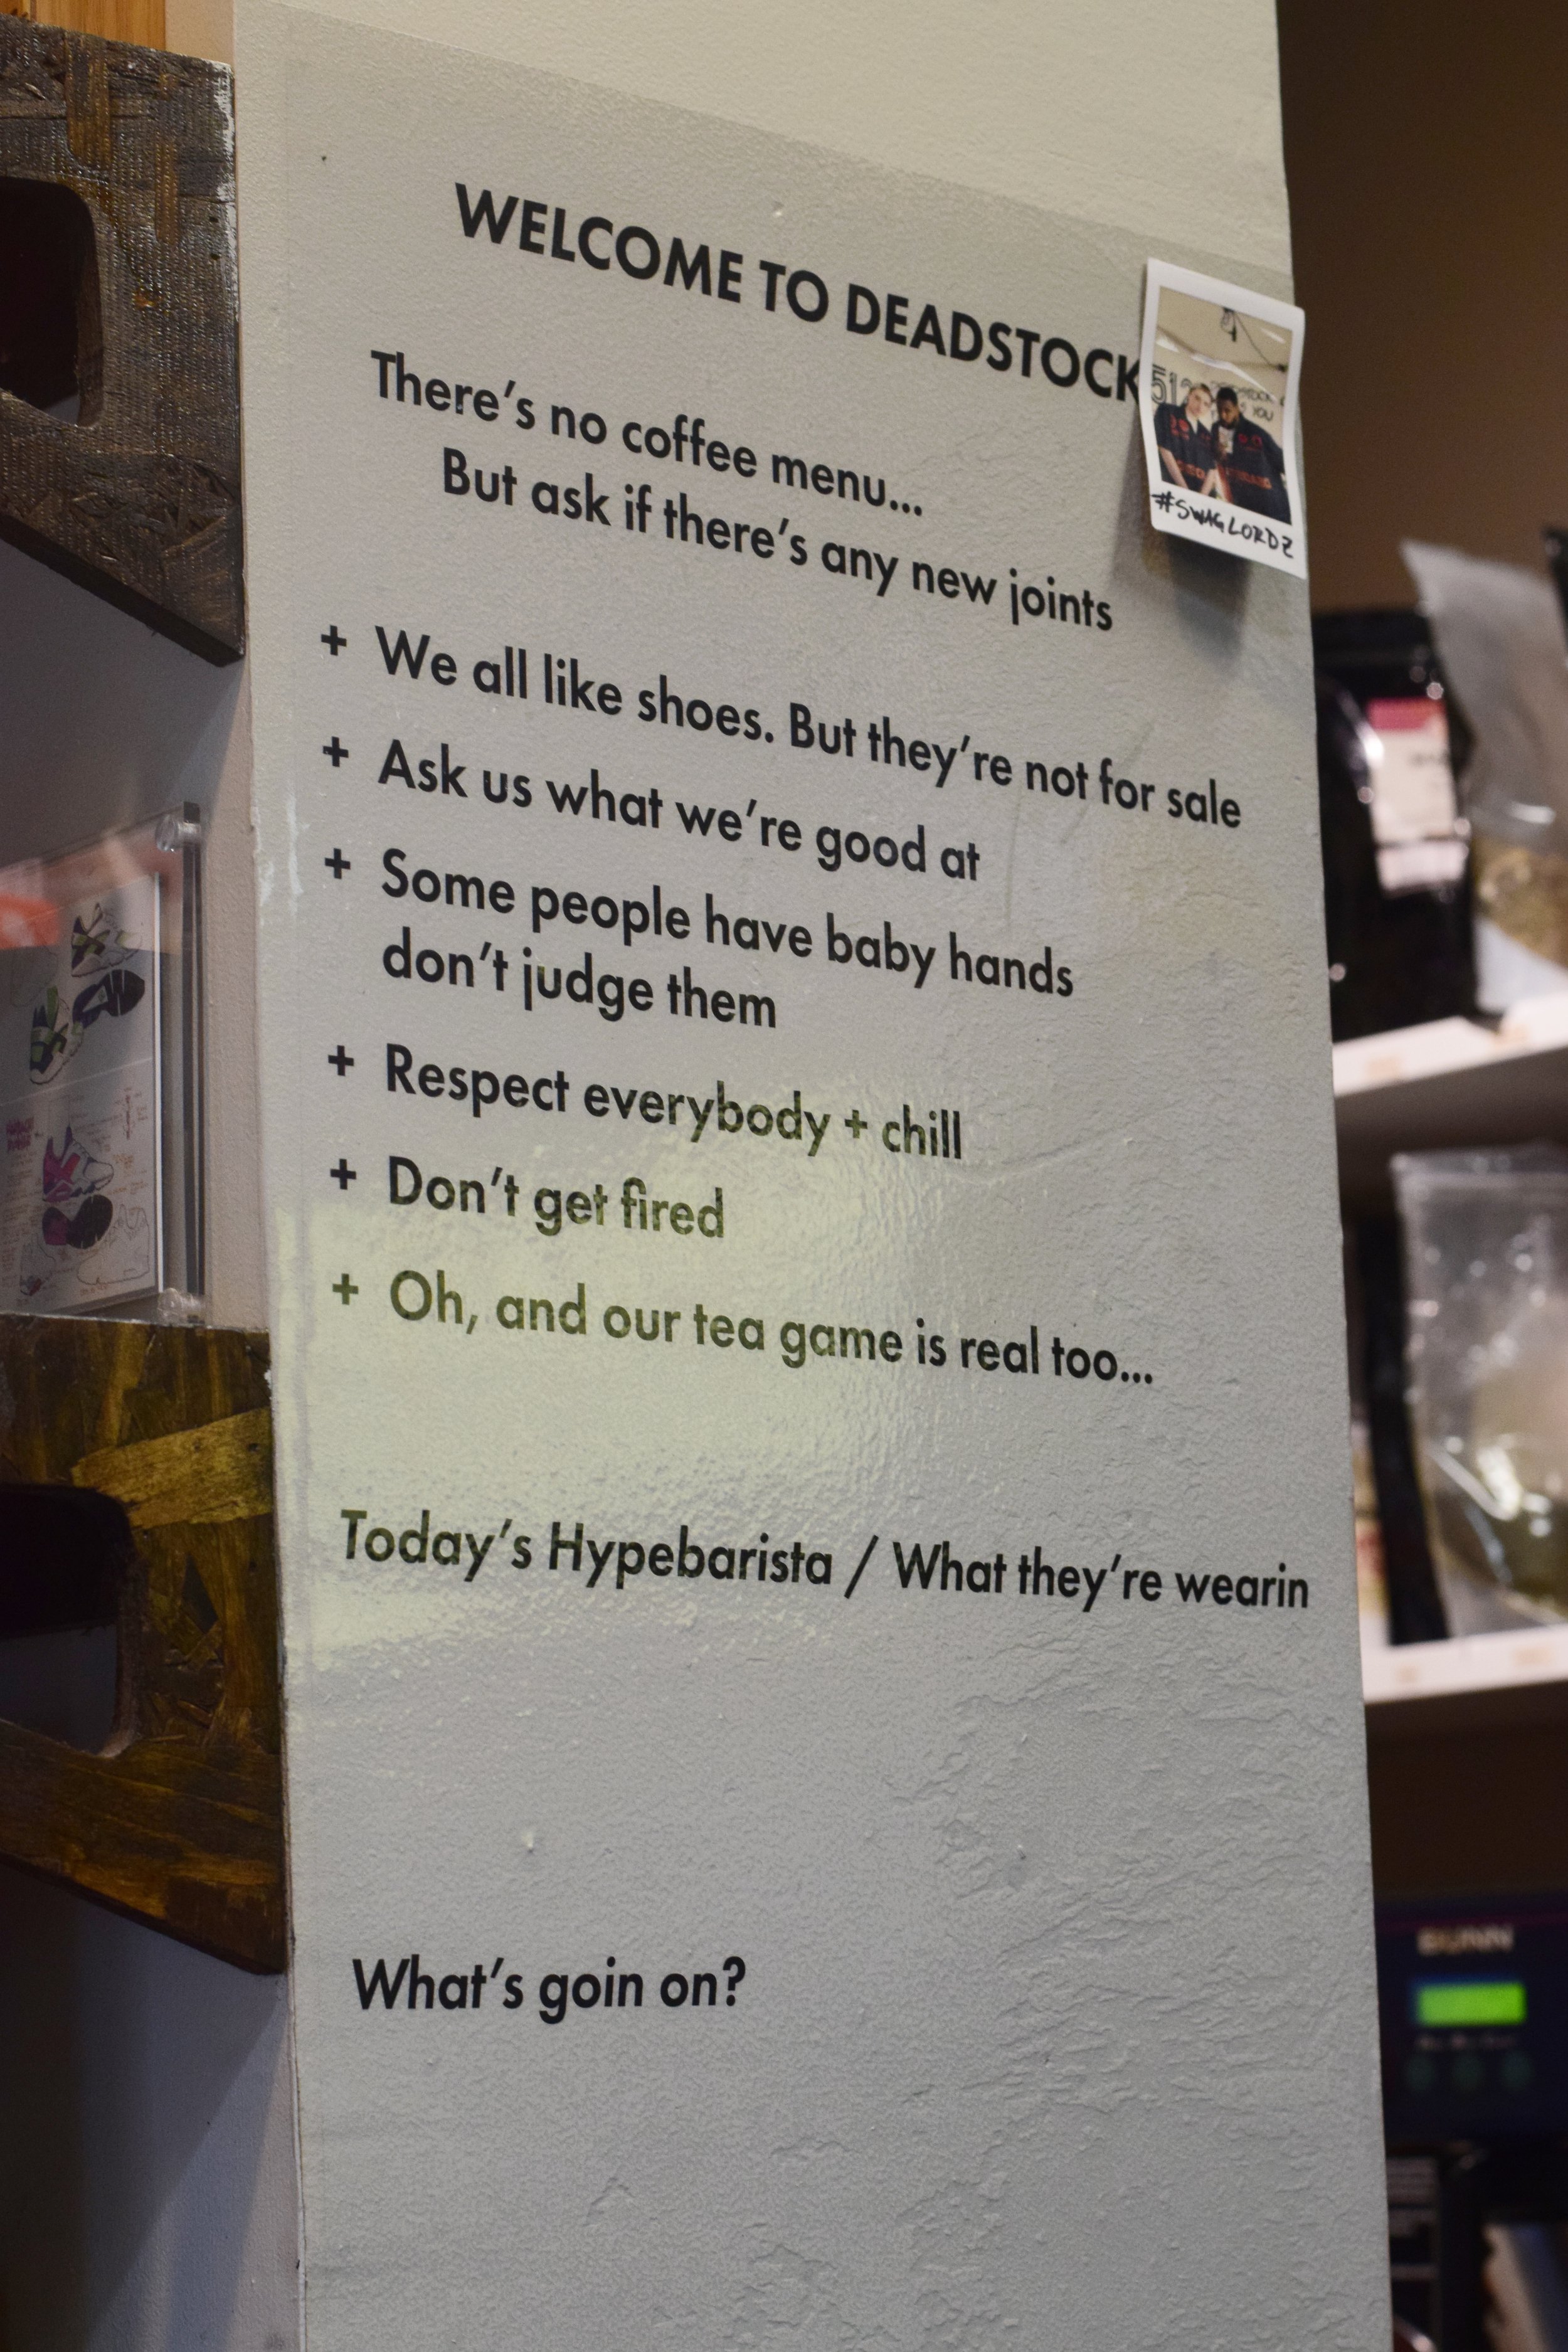 WELCOME TO DEADSTOCK
There's no coffee menu...
But ask if there's any new joints
+ We all like shoes. But they're not for sale
+ Ask us what we're good at
+ Some people have baby hands
don't judge them
+ Respect everybody + chill
+ Don't get fired
+ Oh, and our tea game is real too...
Today's Hypebarista / What they're wearin
What's goin on?
512
YOU
#SWAGLORDZ
BUNN